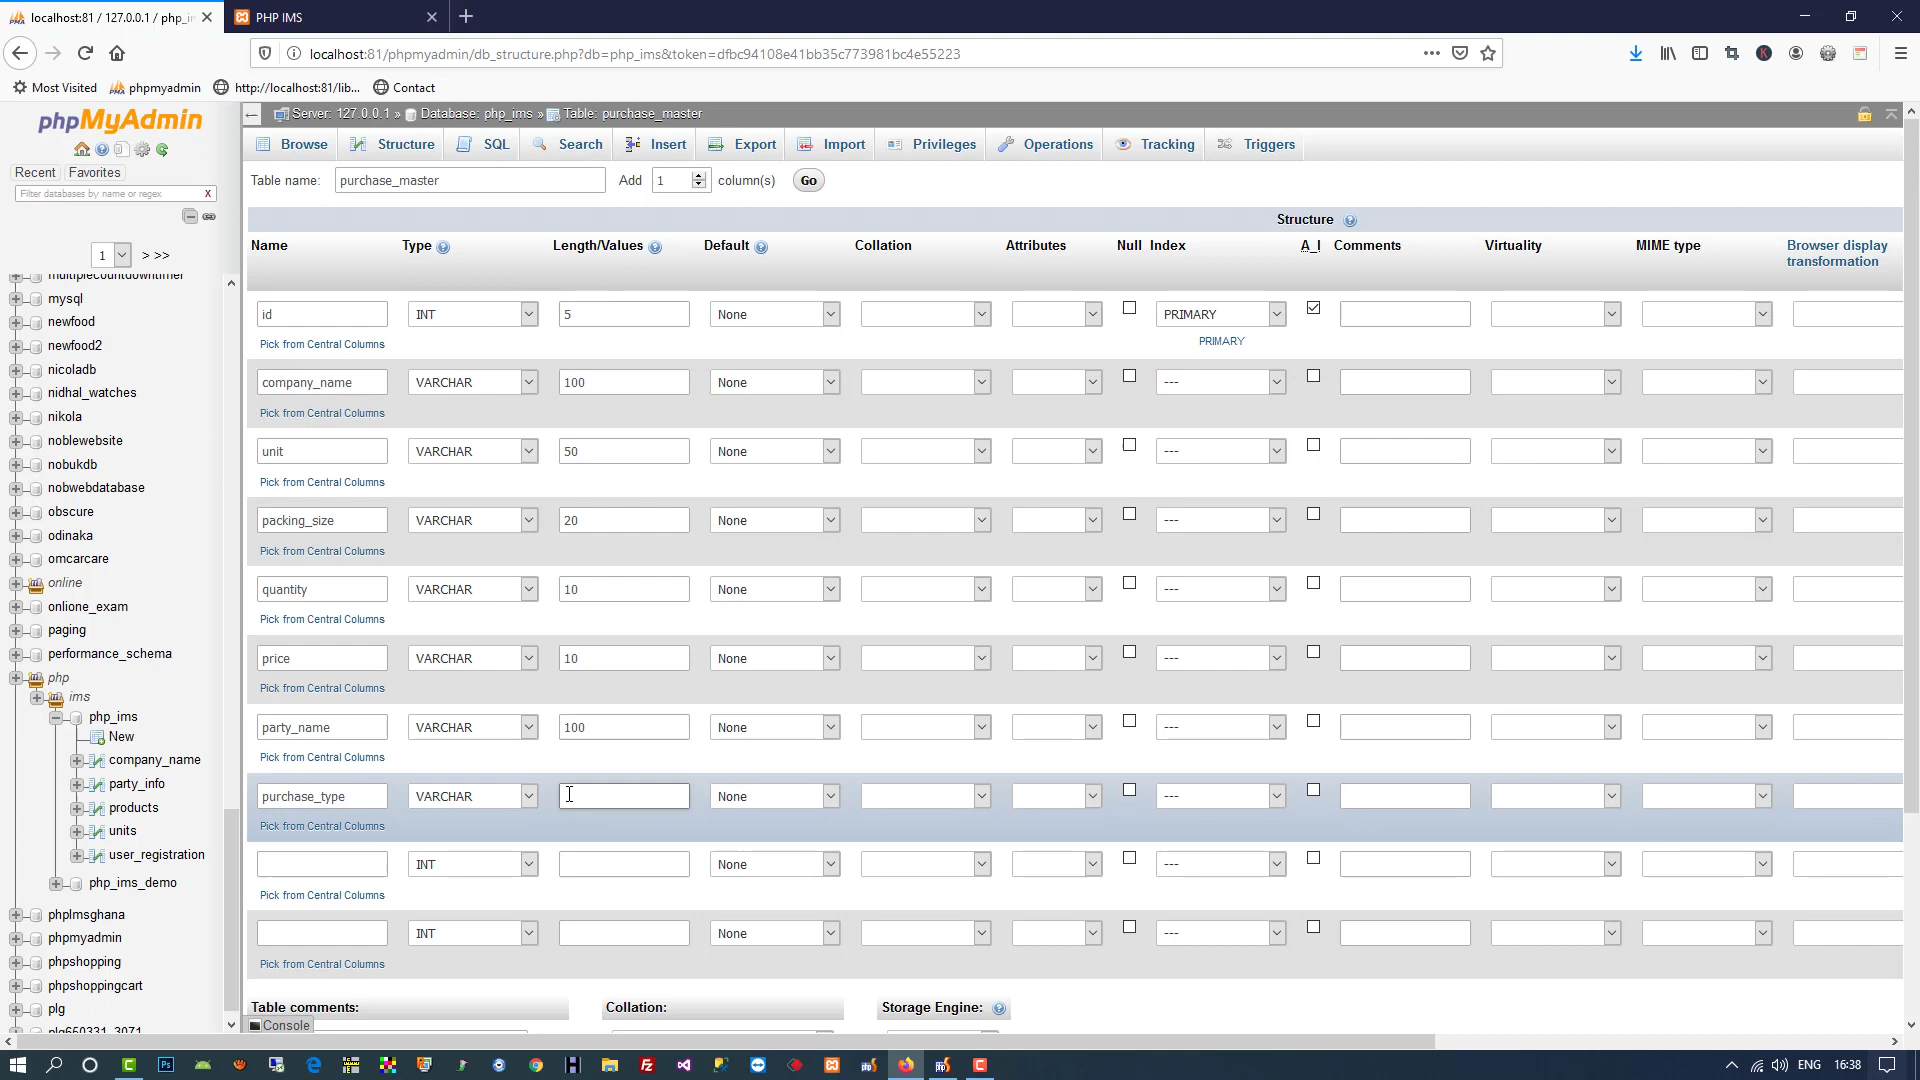 localhost:81 / 127.0.0.1 / php_i
PHP IMS
localhost:81/phpmyadmin/db_structure.php?db=php_ims&token=dfbc94108e41bb35c773981bc4e55223
Most Visited
phpmyadmin
http://localhost:81/lib...
Contact
phpMyAdmin
Recent
Favorites
Filter databases by name or regex
X
1
> >>
multiplecountdowntimer
mysql
newfood
newfood2
nicoladb
nidhal_watches
nikola
noblewebsite
nobukdb
nobwebdatabase
obscure
odinaka
omcarcare
online
onlione_exam
paging
performance_schema
php
ims
php_ims
New
company_name
party_info
products
units
user_registration
php_ims_demo
phplmsghana
phpmyadmin
phpshopping
phpshoppingcart
plg
plg660331_3071
Server: 127.0.0.1 » Database: php_ims » Table: purchase_master
Browse
Structure
SQL
Search
Insert
Export
Import
Privileges
Operations
Tracking
Triggers
Table name:
purchase_master
Add
1
column(s)
Go
Structure
Name
Type
Length/Values
Default
Collation
Attributes
Null
Index
A_I
Comments
Virtuality
MIME type
Browser display transformation
id
INT
5
None
PRIMARY
Pick from Central Columns
PRIMARY
company_name
VARCHAR
100
None
---
Pick from Central Columns
unit
VARCHAR
50
None
---
Pick from Central Columns
packing_size
VARCHAR
20
None
---
Pick from Central Columns
quantity
VARCHAR
10
None
---
Pick from Central Columns
price
VARCHAR
10
None
---
Pick from Central Columns
party_name
VARCHAR
100
None
---
Pick from Central Columns
purchase_type
VARCHAR
None
---
Pick from Central Columns
INT
None
---
Pick from Central Columns
INT
None
---
Pick from Central Columns
Table comments:
Collation:
Storage Engine:
Console
ENG
16:38